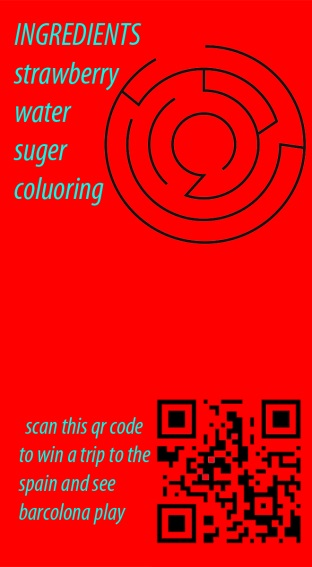 INGREDIENTS
strawberry
water
suger
coluoring
scan this qr code
to win a trip to the
spain and see
barcolona play